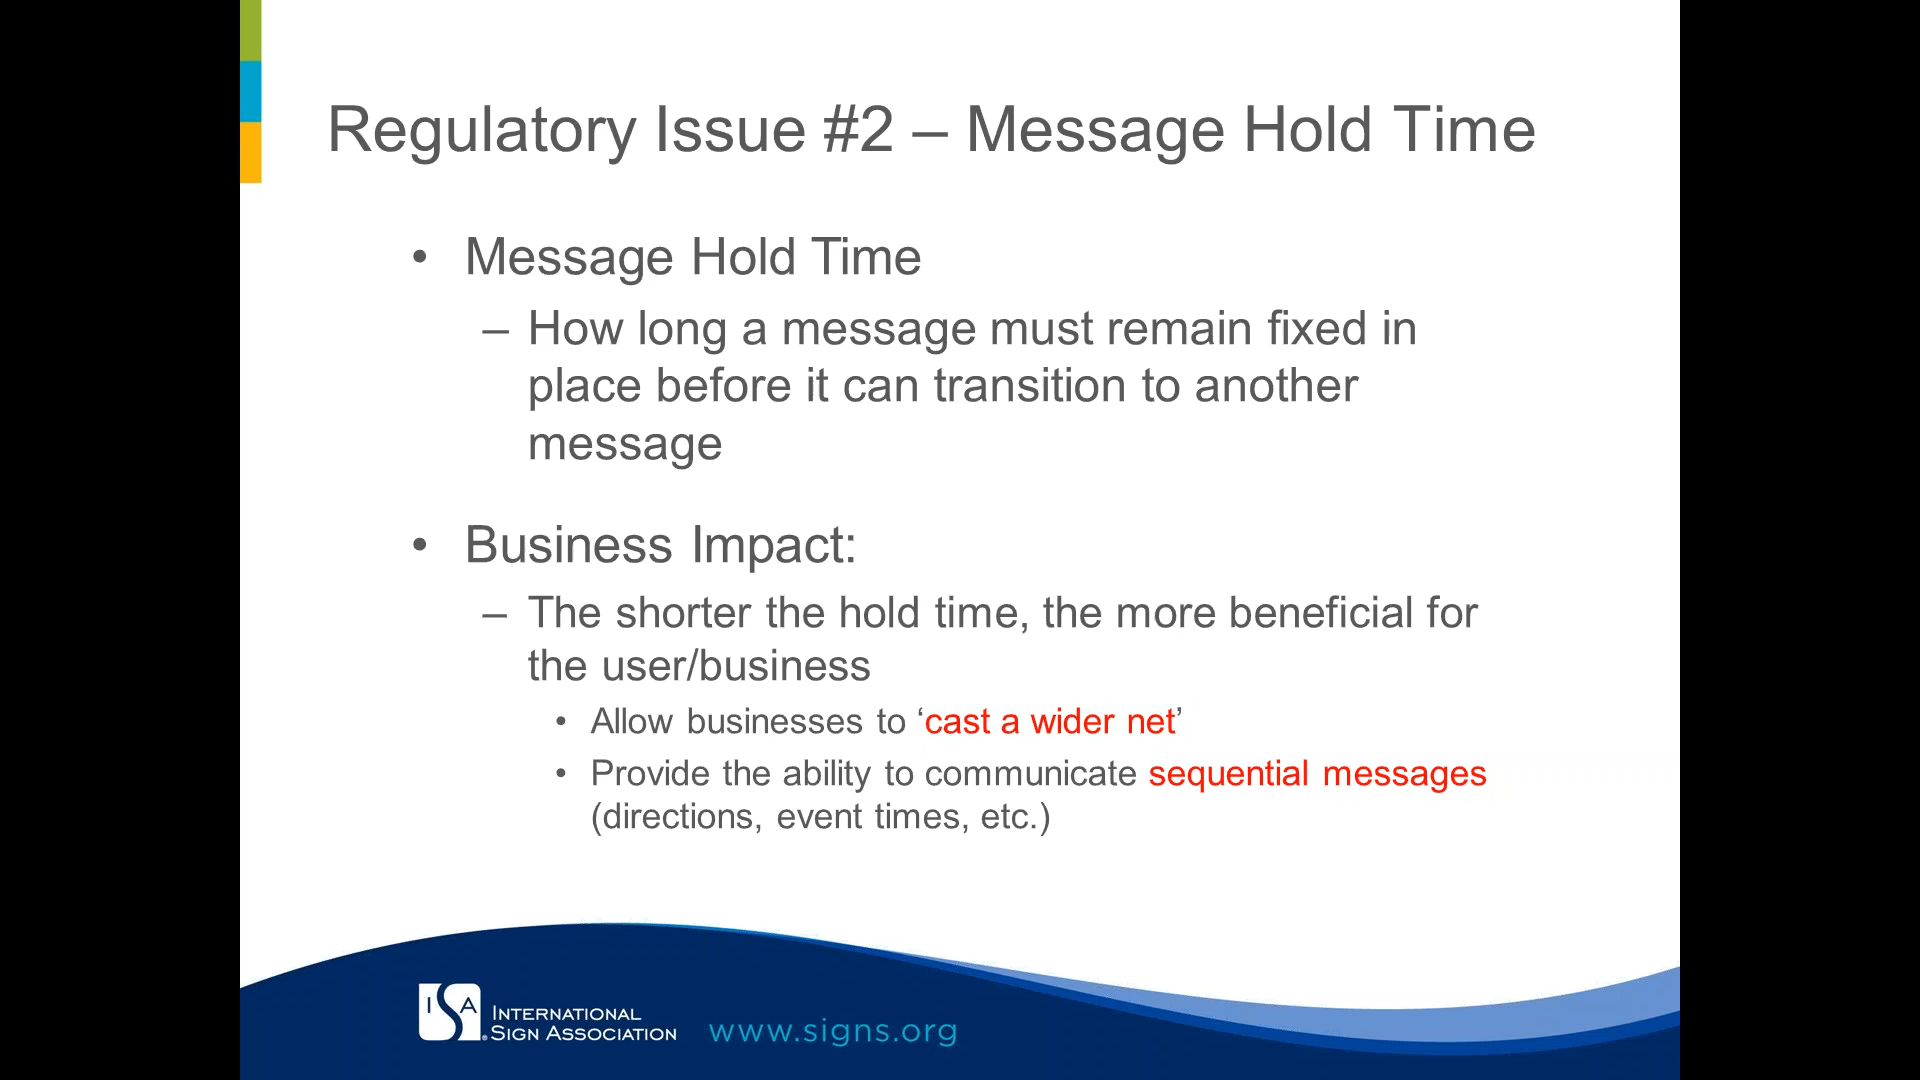 Regulatory Issue #2 – Message Hold Time
• Message Hold Time
– How long a message must remain fixed in
place before it can transition to another
message
• Business Impact:
– The shorter the hold time, the more beneficial for
the user/business
• Allow businesses to ‘cast a wider net’
• Provide the ability to communicate sequential messages
(directions, event times, etc.)
ISA
INTERNATIONAL
SIGN ASSOCIATION
www.signs.org